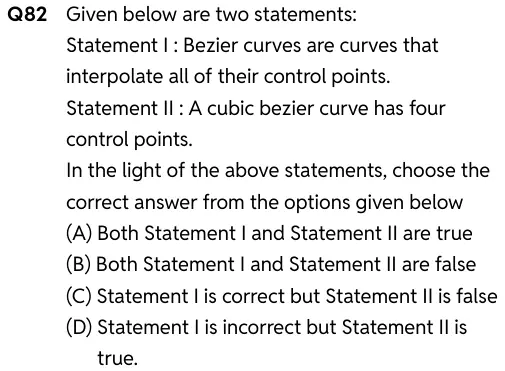 Q82 Given below are two statements:
Statement I : Bezier curves are curves that
interpolate all of their control points.
Statement II : A cubic bezier curve has four
control points.
In the light of the above statements, choose the
correct answer from the options given below
(A) Both Statement I and Statement II are true
(B) Both Statement I and Statement II are false
(C) Statement I is correct but Statement II is false
(D) Statement I is incorrect but Statement II is
true.